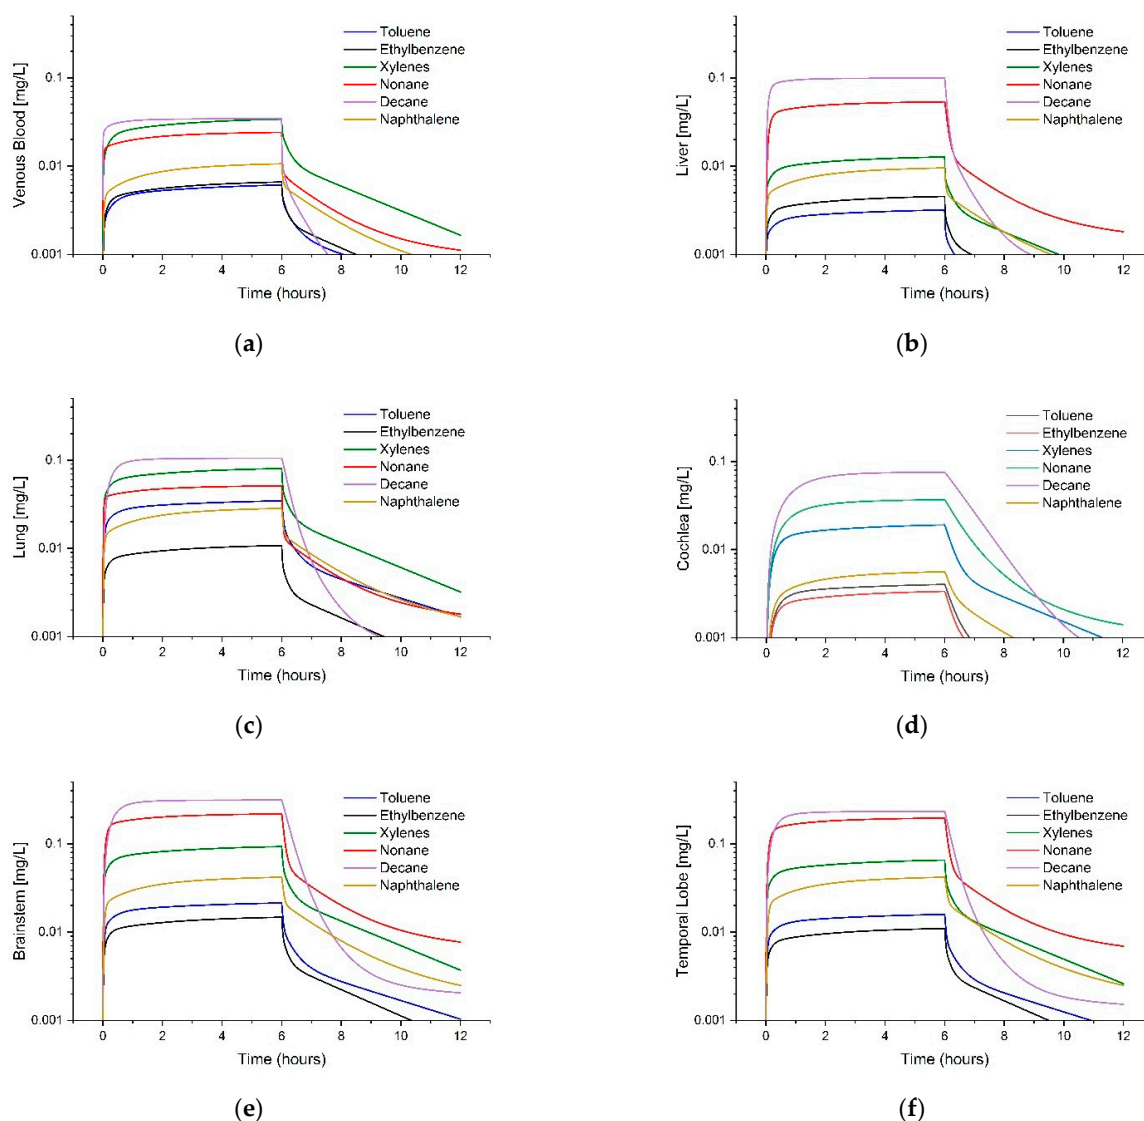 Venous Blood [mg/L]
0.1
0.01
0.001
0 2 4 6 8 10 12
Time (hours)
Toluene
Ethylbenzene
Xylenes
Nonane
Decane
Naphthalene
(a)
Liver [mg/L]
0.1
0.01
0.001
0 2 4 6 8 10 12
Time (hours)
Toluene
Ethylbenzene
Xylenes
Nonane
Decane
Naphthalene
(b)
Lung [mg/L]
0.1
0.01
0.001
0 2 4 6 8 10 12
Time (hours)
Toluene
Ethylbenzene
Xylenes
Nonane
Decane
Naphthalene
(c)
Cochlea [mg/L]
0.1
0.01
0.001
0 2 4 6 8 10 12
Time (hours)
Toluene
Ethylbenzene
Xylenes
Nonane
Decane
Naphthalene
(d)
Brainstem [mg/L]
0.1
0.01
0.001
0 2 4 6 8 10 12
Time (hours)
Toluene
Ethylbenzene
Xylenes
Nonane
Decane
Naphthalene
(e)
Temporal Lobe [mg/L]
0.1
0.01
0.001
0 2 4 6 8 10 12
Time (hours)
Toluene
Ethylbenzene
Xylenes
Nonane
Decane
Naphthalene
(f)